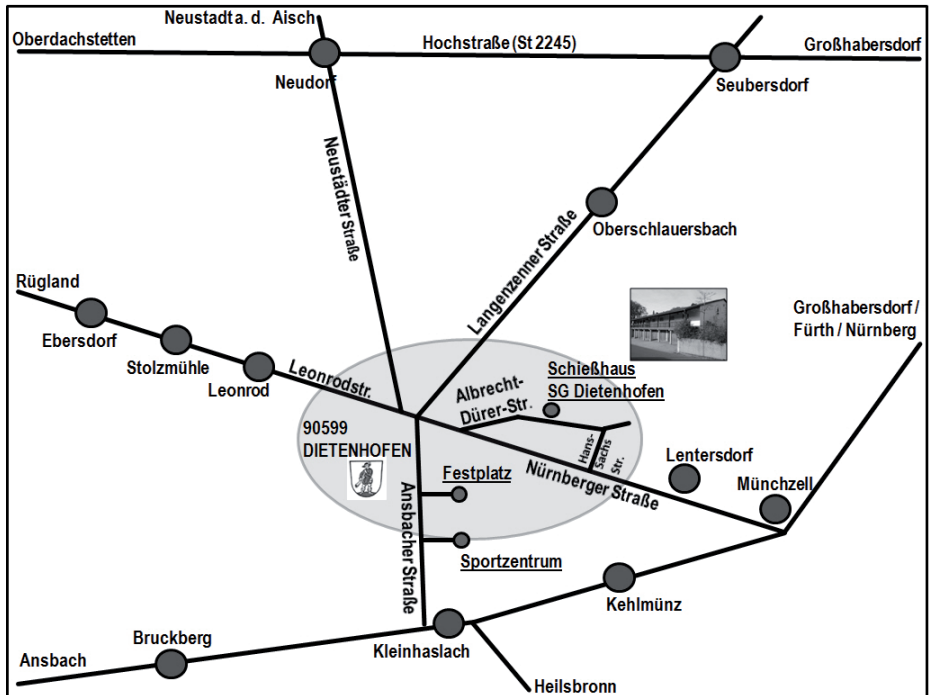 Neustadt a. d. Aisch
Oberdachstetten
Hochstraße (St 2245)
Großhabersdorf
Neudorf
Seubersdorf
Neustädter Straße
Langenzenner Straße
Oberschlauersbach
Rügland
Großhabersdorf /
Fürth / Nürnberg
Ebersdorf
Stolzmühle
Leonrod
Leonrodstr.
Schießhaus
SG Dietenhofen
Albrecht-
Dürer-Str.
90599
DIETENHOFEN
Hans-
Sachs
Str.
Lentersdorf
Münchzell
Nürnberger Straße
Festplatz
Ansbacher Straße
Sportzentrum
Kehlmünz
Bruckberg
Kleinhaslach
Ansbach
Heilsbronn